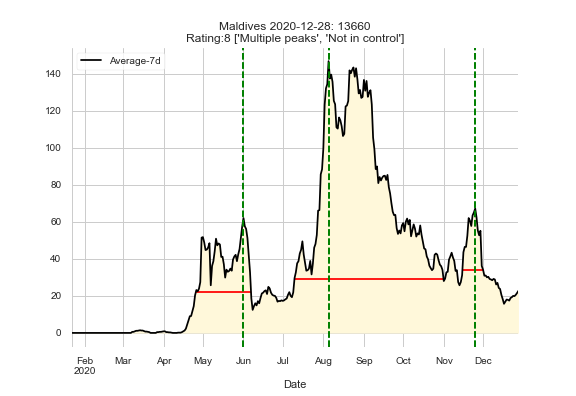 Maldives 2020-12-28: 13660
Rating:8 ['Multiple peaks', 'Not in control']
Average-7d
140
120
100
80
60
40
20
0
Feb Mar Apr May Jun Jul Aug Sep Oct Nov Dec
2020
Date